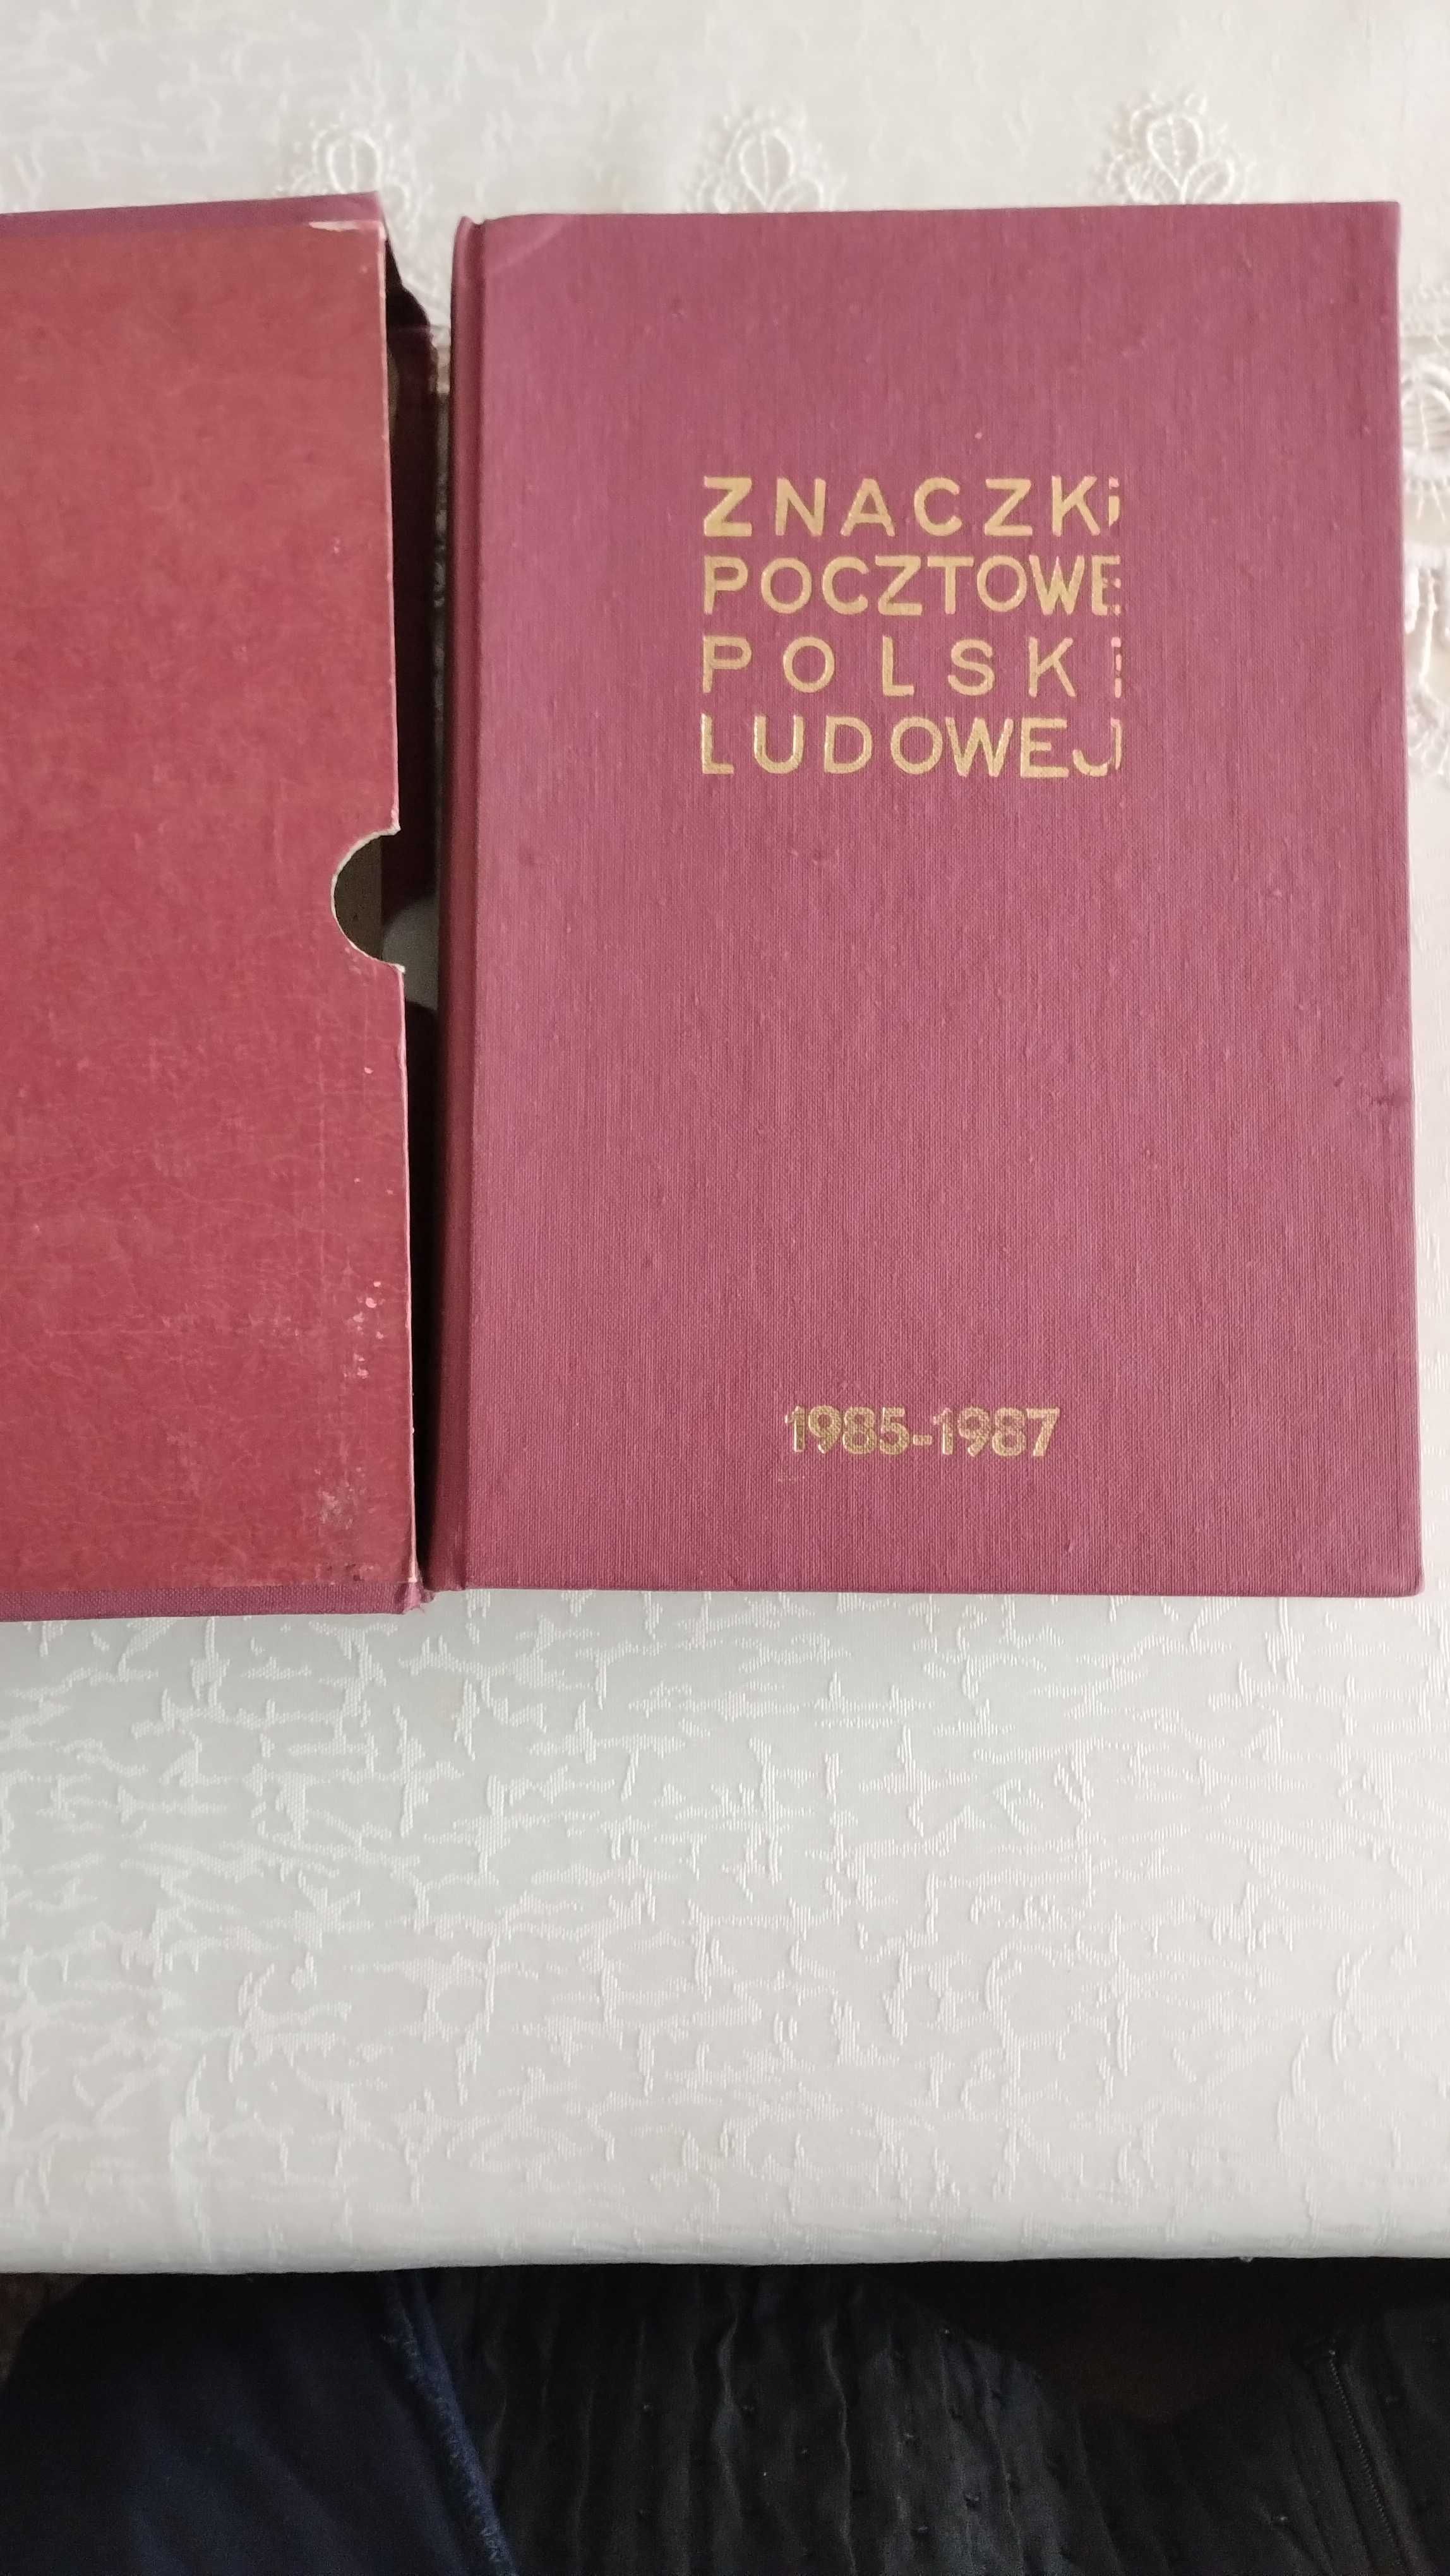 ZNACZKi
POCZTOWE
POLSKi
LUDOWEJ
1985-1987